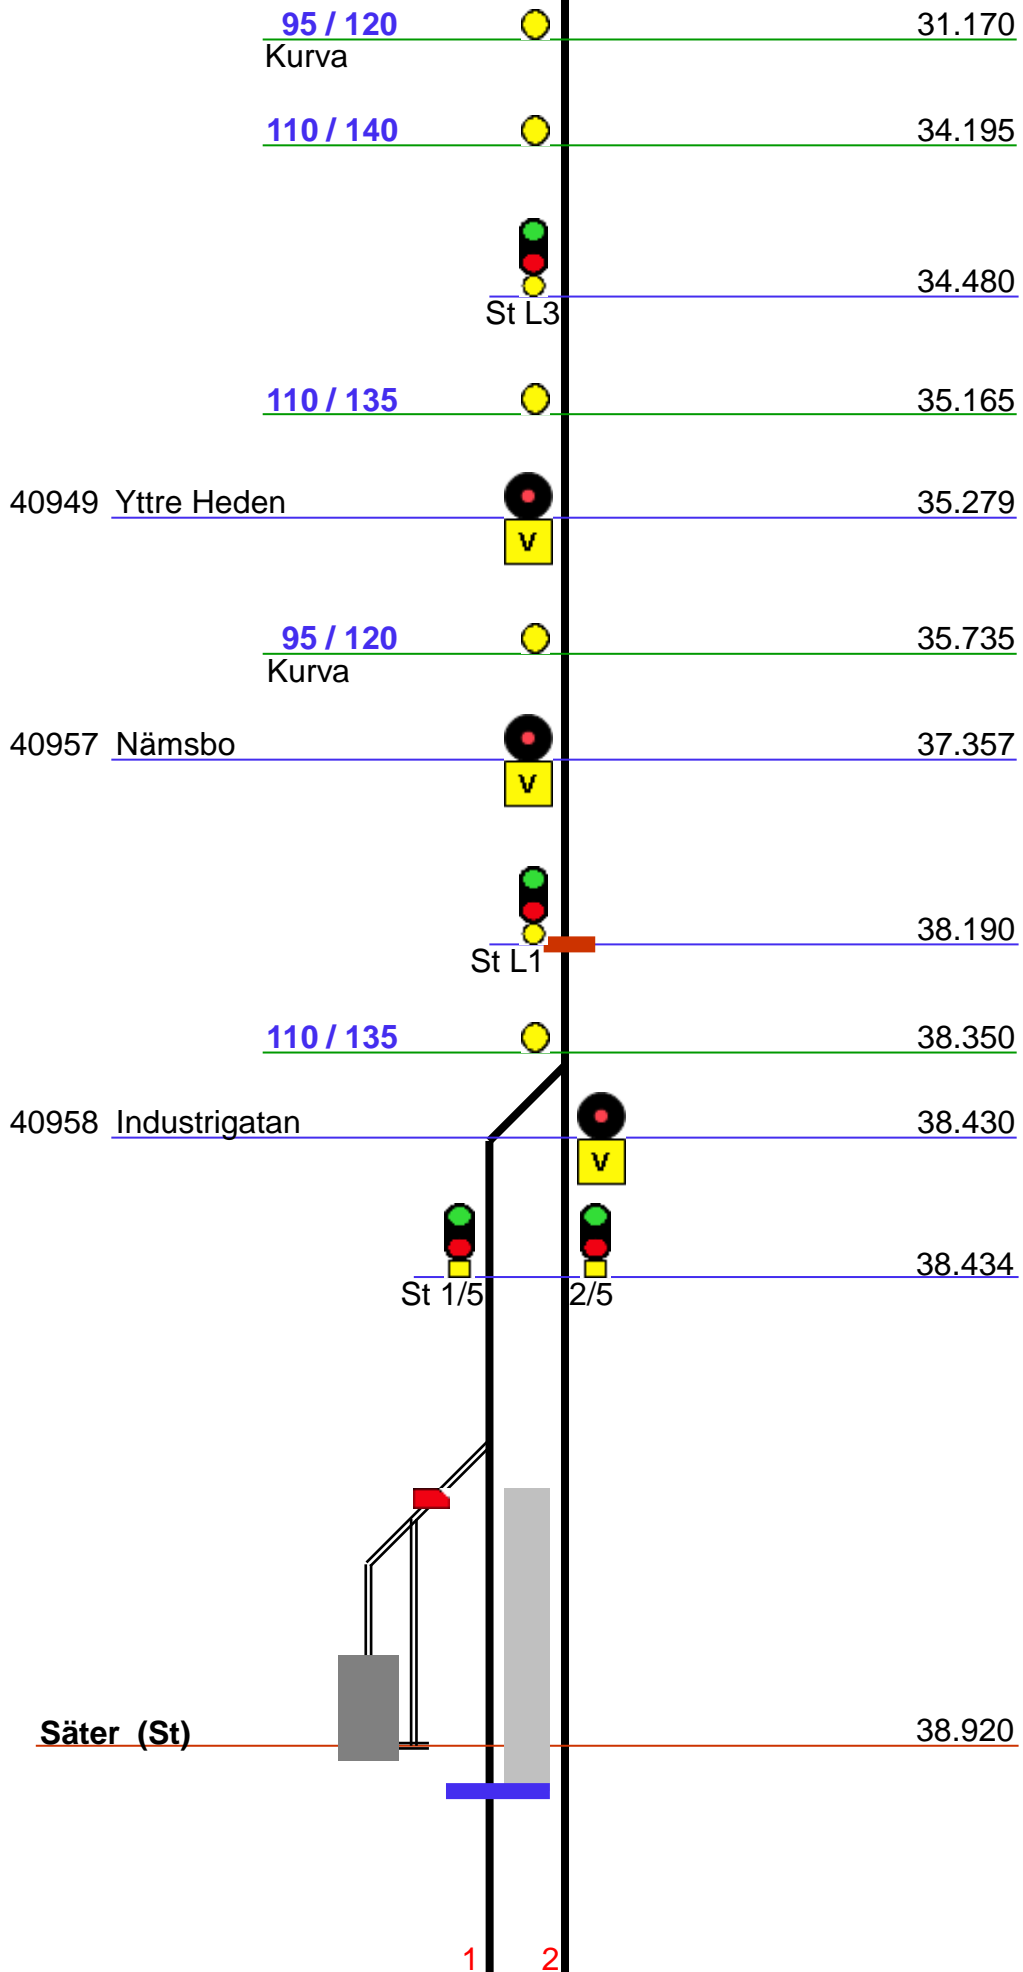 95 / 120 31.170
Kurva
110 / 140 34.195
34.480
St L3
110 / 135 35.165
40949 Yttre Heden 35.279
V
95 / 120 35.735
Kurva
40957 Nämsbo 37.357
V
38.190
St L1
110 / 135 38.350
40958 Industrigatan 38.430
V
38.434
St 1/5 2/5
Säter (St) 38.920
1 2